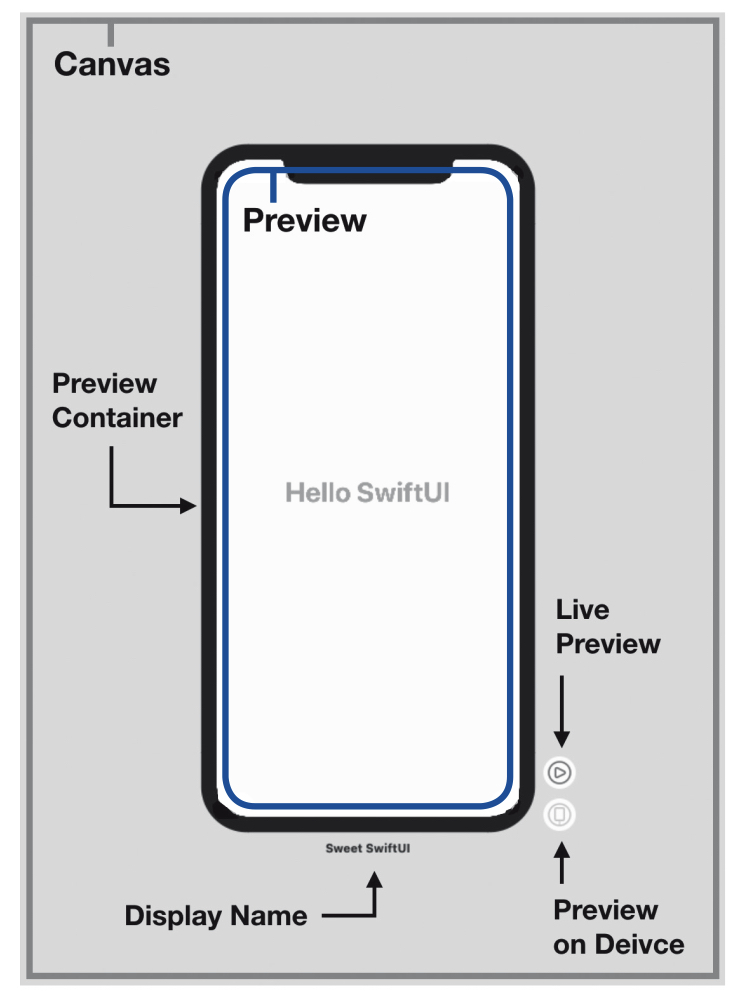 Canvas
Preview
Preview
Container
Hello SwiftUI
Live
Preview
Sweet SwiftUI
Display Name
Preview
on Deivce